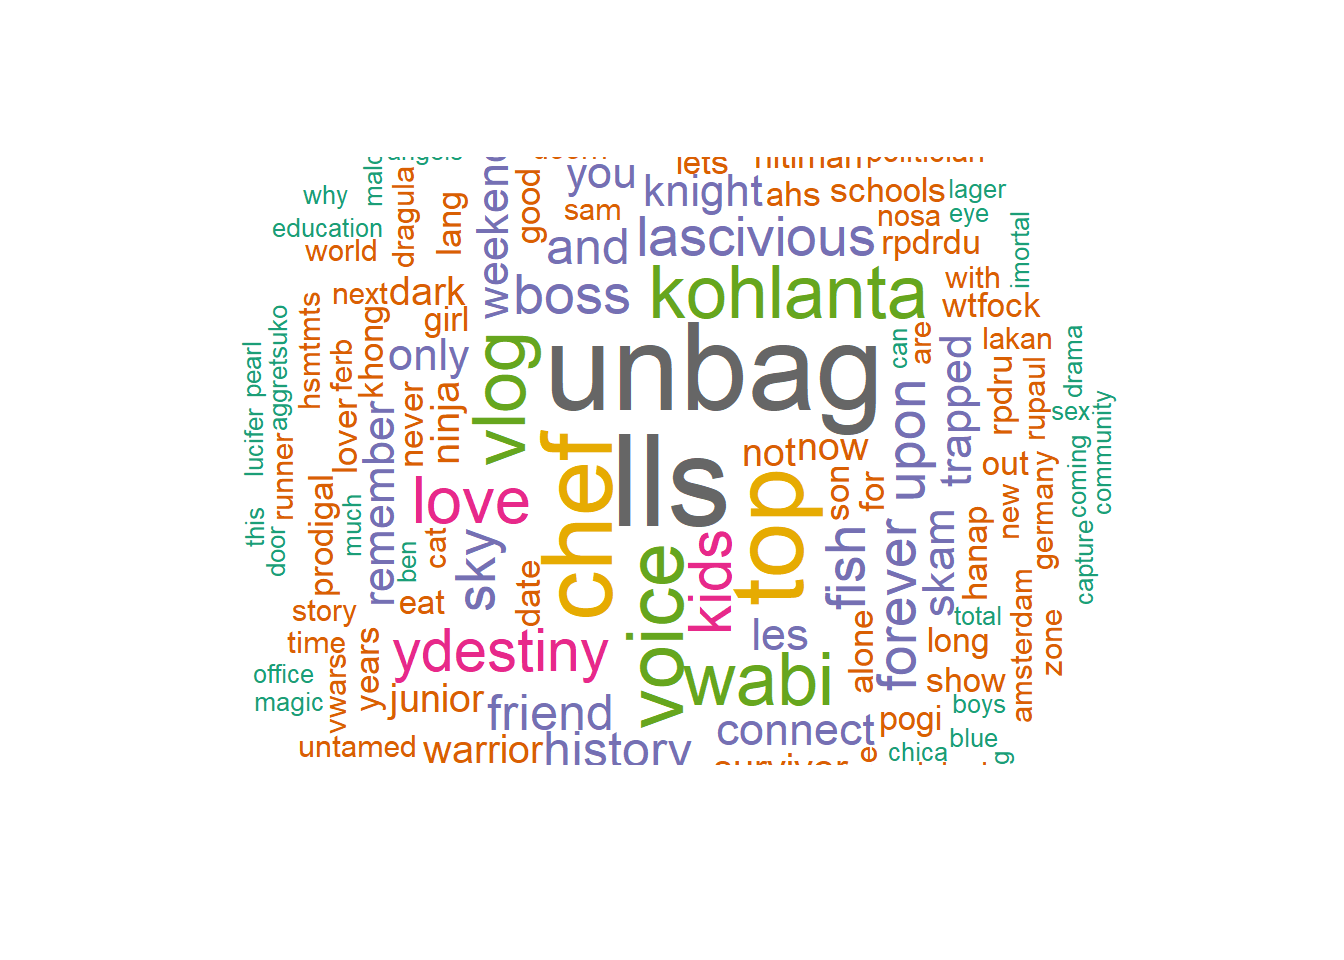 lets
hitman
politician
why
malc
dragula
lang
weekend
good
you
sam
knight
ahs
schools
lager
nosa
eye
imortal
education
world
and
lascivious
rpdrdu
next
dark
boss
kohlanta
with
wtfock
girl
hsmtmts
aggretsuko
pearl
ferb
khong
only
vlog
unbag
can
are
trapped
lakan
drama
lucifer
runner
lover
remember
never
ninja
chef
lls
not
now
upon
rpdru
rupaul
sex
community
love
top
son
for
out
coming
this
door
prodigal
much
ben
cat
sky
voice
kids
fish
forever
skam
hanap
new
germany
capture
story
eat
date
time
years
ydestiny
les
alone
total
long
amsterdam
zone
office
magic
vwarse
junior
friend
wabi
show
boys
untamed
warrior
history
connect
pogi
blue
chica
survivor
e
g